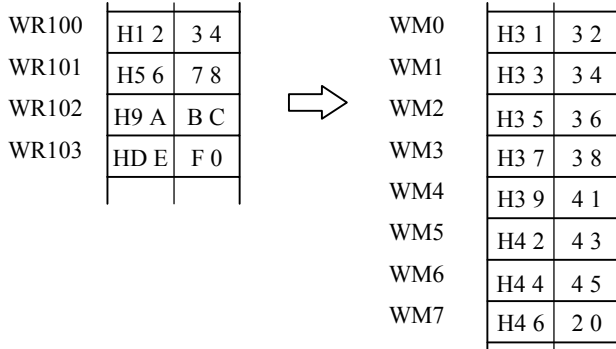 WR100 H1 2 3 4 WM0 H3 1 3 2
WR101 H5 6 7 8 WM1 H3 3 3 4
WR102 H9 A B C WM2 H3 5 3 6
WR103 HD E F 0 WM3 H3 7 3 8
WM4 H3 9 4 1
WM5 H4 2 4 3
WM6 H4 4 4 5
WM7 H4 6 2 0